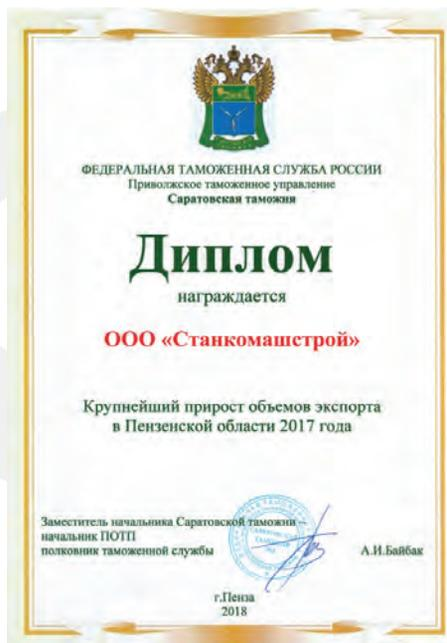 ФЕДЕРАЛЬНАЯ ТАМОЖЕННАЯ СЛУЖБА РОССИИ
Приволжское таможенное управление
Саратовская таможня
Диплом
награждается
ООО «Станкомашстрой»
Крупнейший прирост объемов экспорта
в Пензенской области 2017 года
Заместитель начальника Саратовской таможни –
начальник ПОТП
полковник таможенной службы А.И.Байбак
г.Пенза
2018